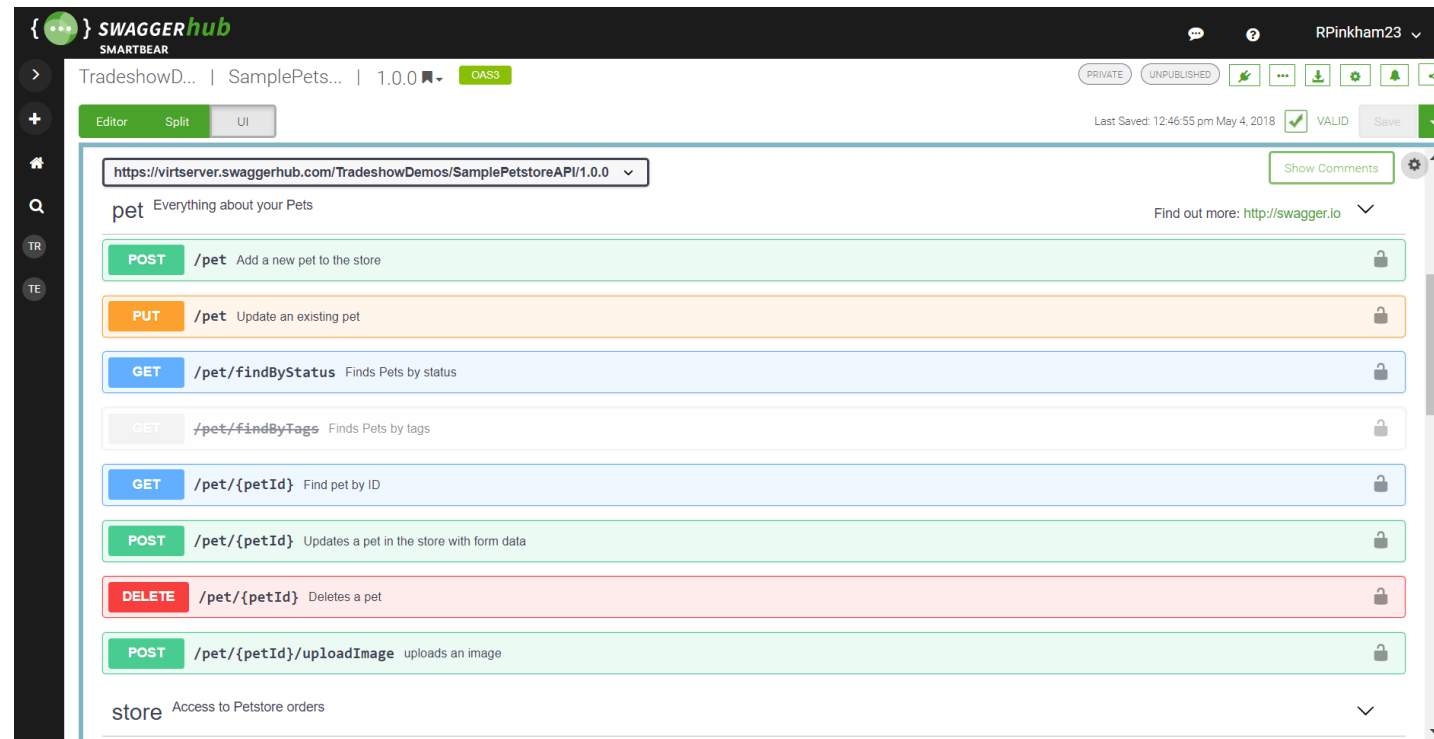 { ••• } SWAGGERhub
SMARTBEAR
RPinkham23
TradeshowD... | SamplePets... | 1.0.0 OAS3
PRIVATE UNPUBLISHED
Editor Split UI
Last Saved: 12:46:55 pm May 4, 2018 VALID Save
https://virtserver.swaggerhub.com/TradeshowDemos/SamplePetstoreAPI/1.0.0
Show Comments
pet Everything about your Pets
Find out more: http://swagger.io
TR
TE
POST /pet Add a new pet to the store
PUT /pet Update an existing pet
GET /pet/findByStatus Finds Pets by status
GET /pet/findByTags Finds Pets by tags
GET /pet/{petId} Find pet by ID
POST /pet/{petId} Updates a pet in the store with form data
DELETE /pet/{petId} Deletes a pet
POST /pet/{petId}/uploadImage uploads an image
store Access to Petstore orders